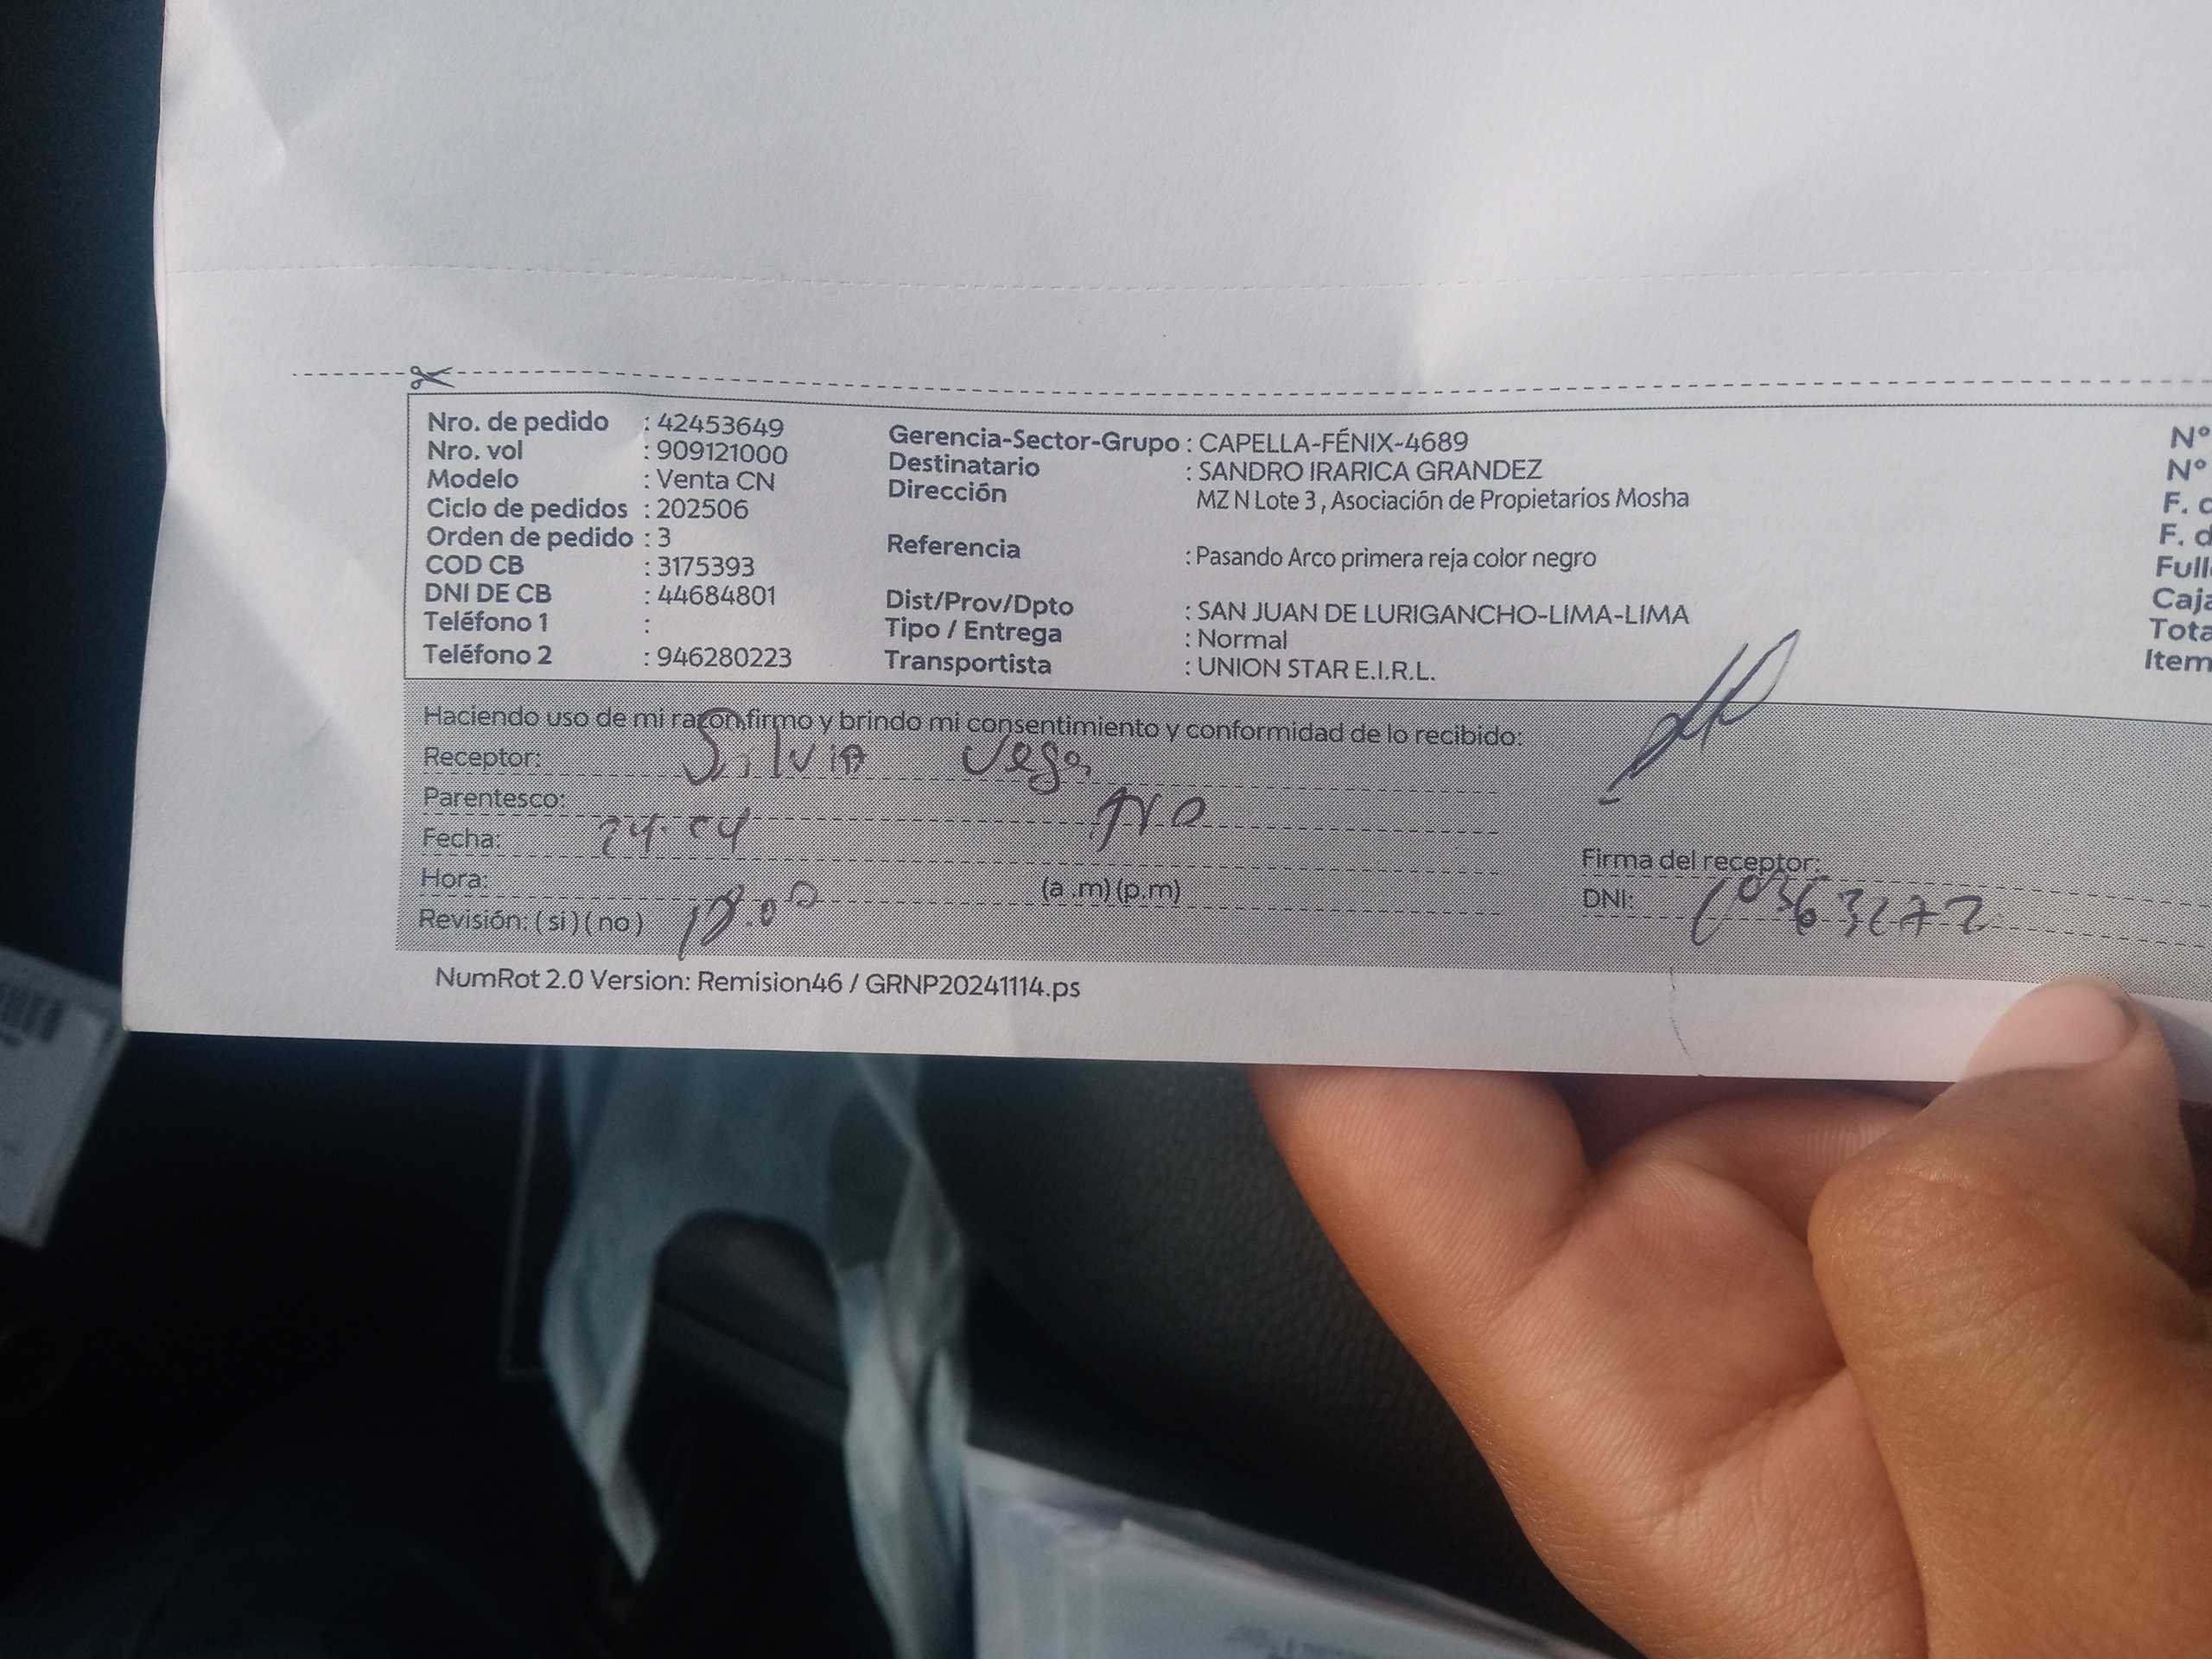 Nro. de pedido : 42453649
Nro. vol : 909121000
Modelo : Venta CN
Ciclo de pedidos : 202506
Orden de pedido : 3
COD CB : 3175393
DNI DE CB : 44684801
Teléfono 1 :
Teléfono 2 : 946280223
Gerencia-Sector-Grupo : CAPELLA-FÉNIX-4689
Destinatario : SANDRO IRARICA GRANDEZ
Dirección MZ N Lote 3 , Asociación de Propietarios Mosha
Referencia : Pasando Arco primera reja color negro
Dist/Prov/Dpto : SAN JUAN DE LURIGANCHO-LIMA-LIMA
Tipo / Entrega : Normal
Transportista : UNION STAR E.I.R.L.
N°
N°
F. d
F. d
Full
Caja
Tota
Item
Haciendo uso de mi razon,firmo y brindo mi consentimiento y conformidad de lo recibido:
Receptor: Silvia Vega
Parentesco:
Fecha: 24.04
Hora: (a .m) (p.m)
Revisión: ( si ) ( no )
Firma del receptor:
DNI:
NumRot 2.0 Version: Remision46 / GRNP20241114.ps